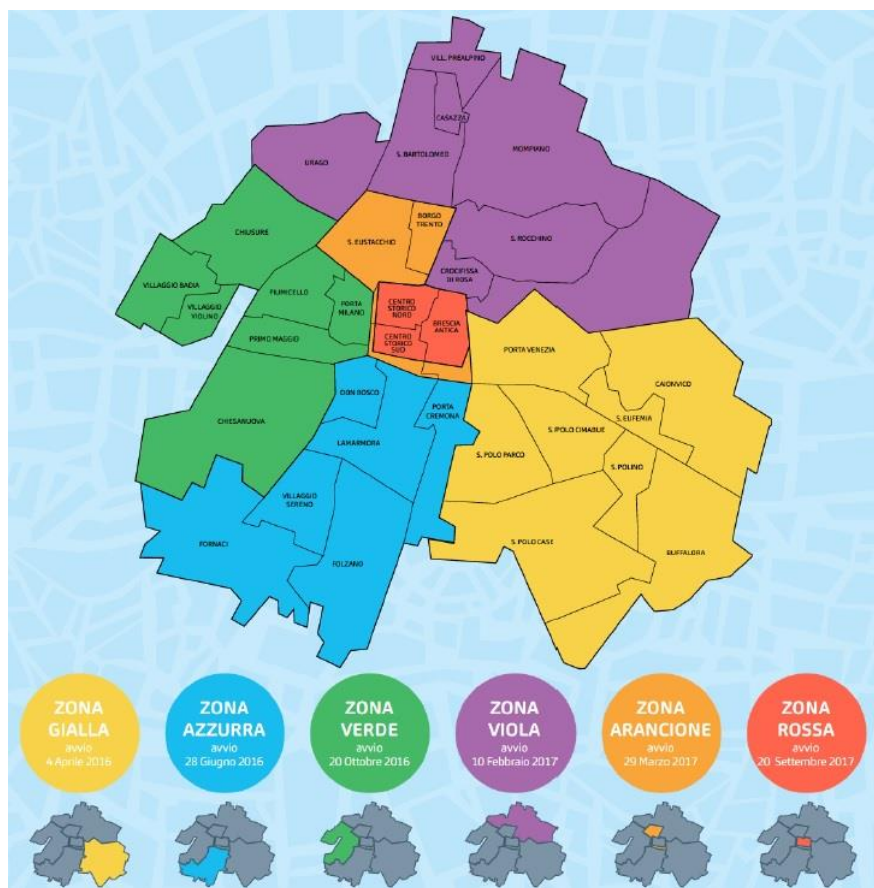 VILL. PREALPINO
CASAZZA
MOMPIANO
S. BARTOLOMEO
URAGO
BORGO
TRENTO
S. EUSTACCHIO
S. ROCCHINO
CHIUSURE
CROCIFISSA
DI ROSA
VILLAGGIO BADIA
FIUMICELLO
VILLAGGIO
VIOLINO
PORTA
MILANO
CENTRO
STORICO
NORD
BRESCIA
ANTICA
PRIMO MAGGIO
CENTRO
STORICO
SUD
PORTA VENEZIA
CAIONVICO
DON BOSCO
PORTA
CREMONA
S. EUFEMIA
CHIESANUOVA
S. POLO CIMABUE
LAMARMORA
S. POLO PARCO
S. POLINO
VILLAGGIO
SERENO
FORNACI
S. POLO CASE
BUFFALORA
FOLZANO
ZONA
GIALLA
avvio
4 Aprile 2016
ZONA
AZZURRA
avvio
28 Giugno 2016
ZONA
VERDE
avvio
20 Ottobre 2016
ZONA
VIOLA
avvio
10 Febbraio 2017
ZONA
ARANCIONE
avvio
29 Marzo 2017
ZONA
ROSSA
avvio
20 Settembre 2017